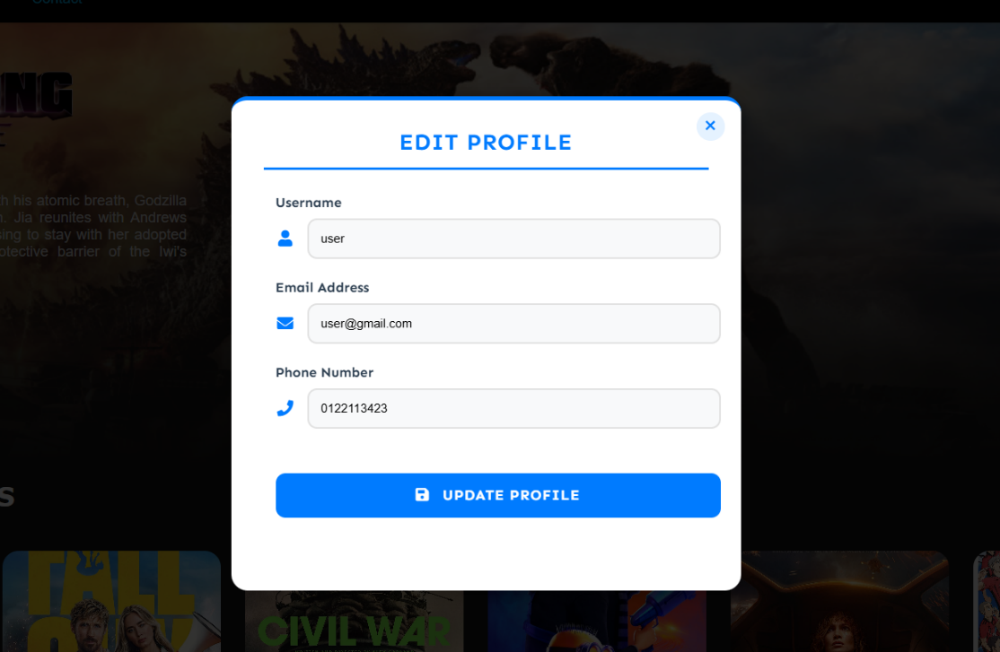 Contact
NG
EDIT PROFILE
Username
user
Email Address
user@gmail.com
Phone Number
0122113423
UPDATE PROFILE
h his atomic breath, Godzilla
n. Jia reunites with Andrews
sing to stay with her adopted
otective barrier of the Iwi's
s
FALL
GUY
CIVIL WAR